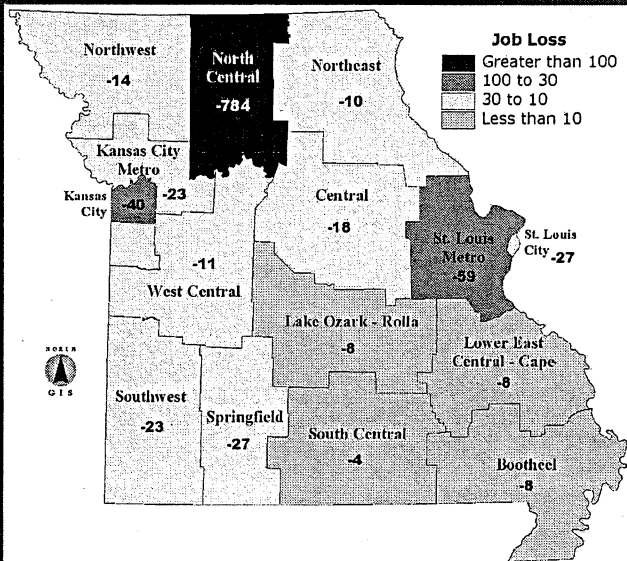 Job Loss
Greater than 100
100 to 30
30 to 10
Less than 10
Northwest
-14
North
Central
-784
Northeast
-10
Kansas City
Metro
-23
Kansas
City
-40
Central
-18
St. Louis
Metro
-59
St. Louis
City -27
-11
West Central
Lake Ozark - Rolla
-8
Lower East
Central - Cape
-8
NORTH
GIS
Southwest
-23
Springfield
-27
South Central
-4
Bootheel
-8